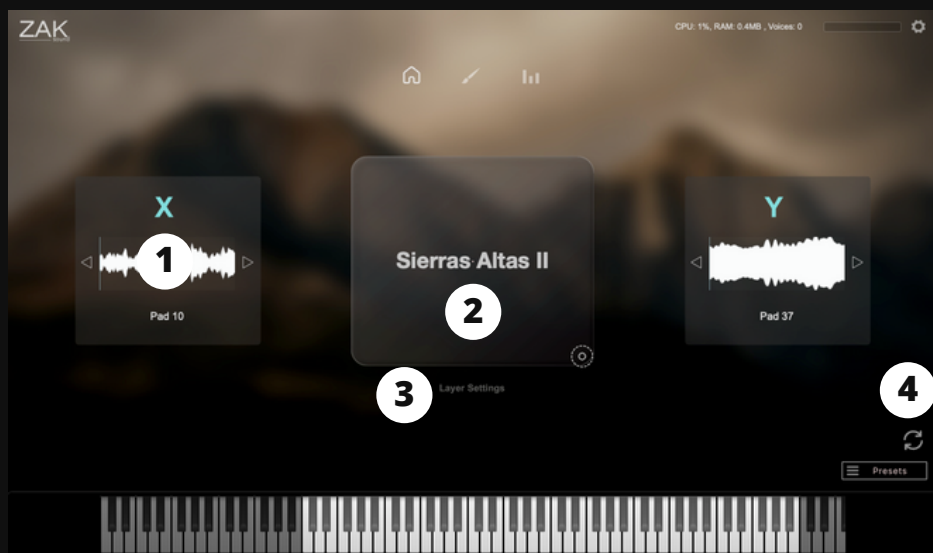 ZAK
sound
CPU: 1%, RAM: 0.4MB , Voices: 0
X
Y
1
Sierras Altas II
2
Pad 10
Pad 37
3
Layer Settings
4
Presets